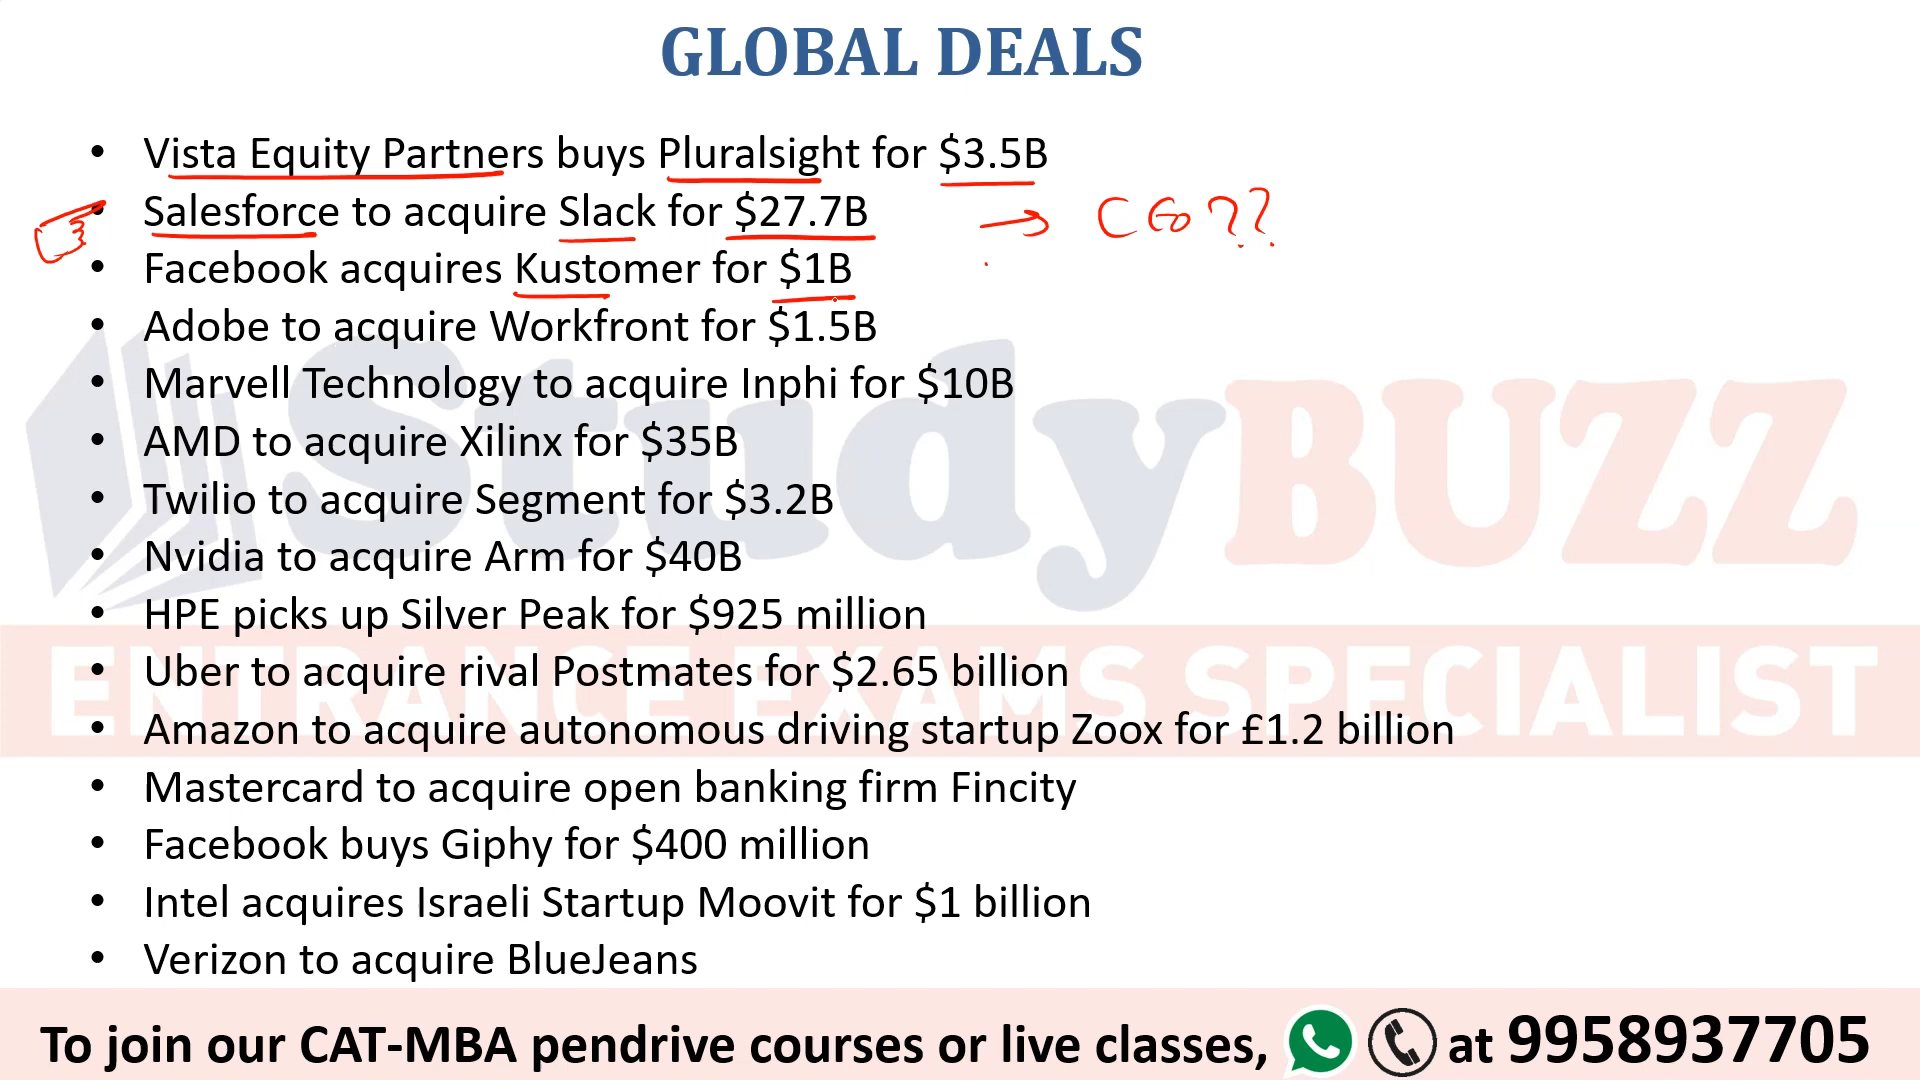 GLOBAL DEALS
• Vista Equity Partners buys Pluralsight for $3.5B
• Salesforce to acquire Slack for $27.7B → CEO??
• Facebook acquires Kustomer for $1B
• Adobe to acquire Workfront for $1.5B
• Marvell Technology to acquire Inphi for $10B
• AMD to acquire Xilinx for $35B
• Twilio to acquire Segment for $3.2B
• Nvidia to acquire Arm for $40B
• HPE picks up Silver Peak for $925 million
• Uber to acquire rival Postmates for $2.65 billion
• Amazon to acquire autonomous driving startup Zoox for £1.2 billion
• Mastercard to acquire open banking firm Fincity
• Facebook buys Giphy for $400 million
• Intel acquires Israeli Startup Moovit for $1 billion
• Verizon to acquire BlueJeans
StudyBUZZ
ENTRANCE EXAMS SPECIALIST
To join our CAT-MBA pendrive courses or live classes, at 9958937705